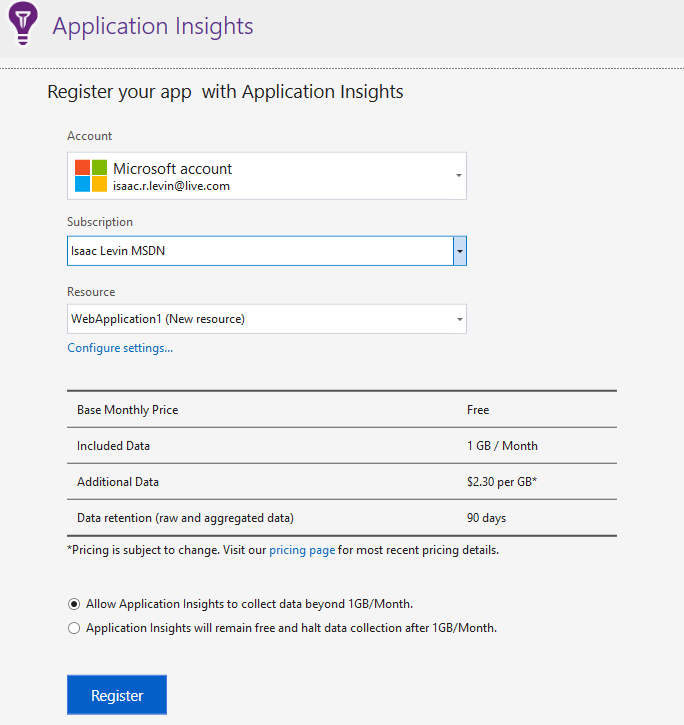 Application Insights
Register your app  with Application Insights
Account
Microsoft account
isaac.r.levin@live.com
Subscription
Isaac Levin MSDN
Resource
WebApplication1 (New resource)
Configure settings...
Base Monthly Price Free
Included Data 1 GB / Month
Additional Data $2.30 per GB*
Data retention (raw and aggregated data) 90 days
*Pricing is subject to change. Visit our pricing page for most recent pricing details.
Allow Application Insights to collect data beyond 1GB/Month.
Application Insights will remain free and halt data collection after 1GB/Month.
Register